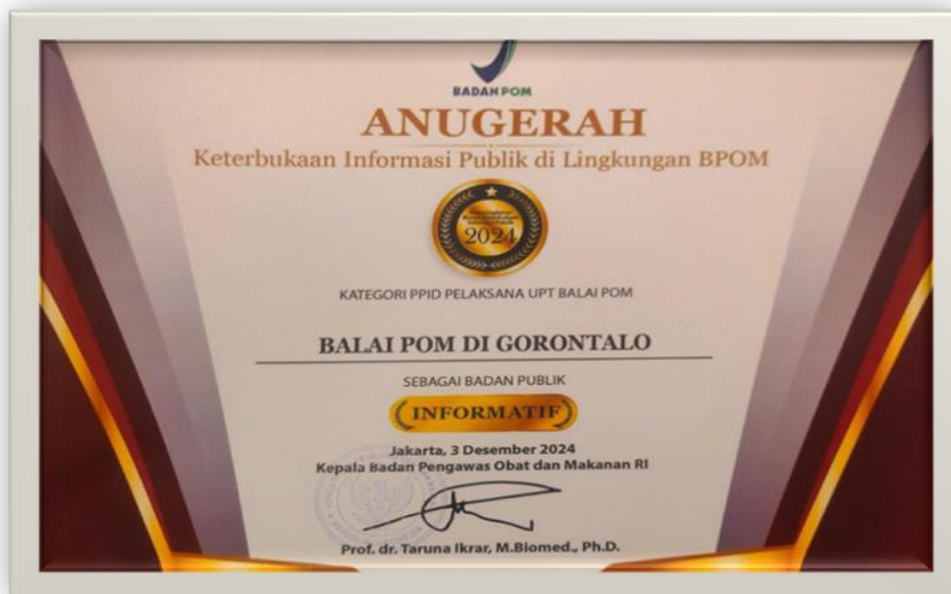 BADAN POM
ANUGERAH
Keterbukaan Informasi Publik di Lingkungan BPOM
2024
KATEGORI PPID PELAKSANA UPT BALAI POM
BALAI POM DI GORONTALO
SEBAGAI BADAN PUBLIK
INFORMATIF
Jakarta, 3 Desember 2024
Kepala Badan Pengawas Obat dan Makanan RI
Prof. dr. Taruna Ikrar, M.Biomed., Ph.D.